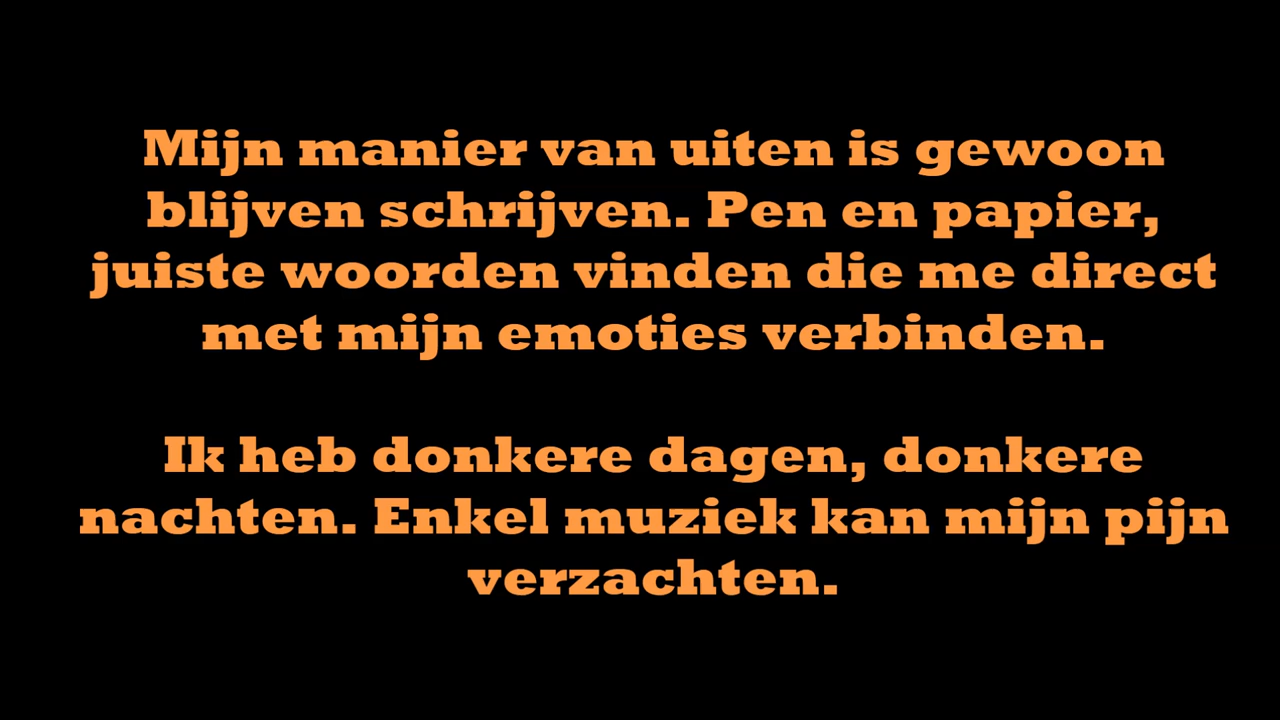 Mijn manier van uiten is gewoon
blijven schrijven. Pen en papier,
juiste woorden vinden die me direct
met mijn emoties verbinden.
Ik heb donkere dagen, donkere
nachten. Enkel muziek kan mijn pijn
verzachten.